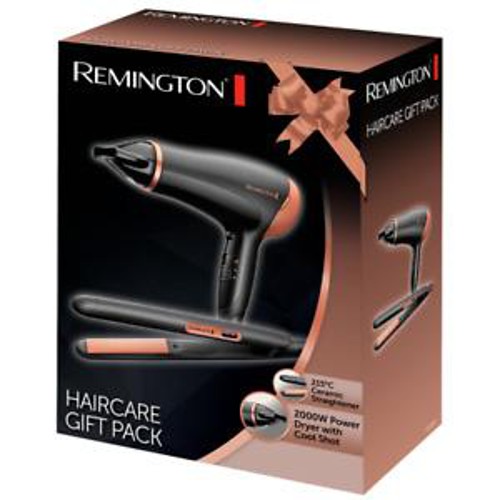 REMINGTON
HAIRCARE
GIFT PACK
215°C
Ceramic
Straightener
2000W Power
Dryer with
Cool Shot
REMINGTON
HAIRCARE GIFT PACK
REMINGTON